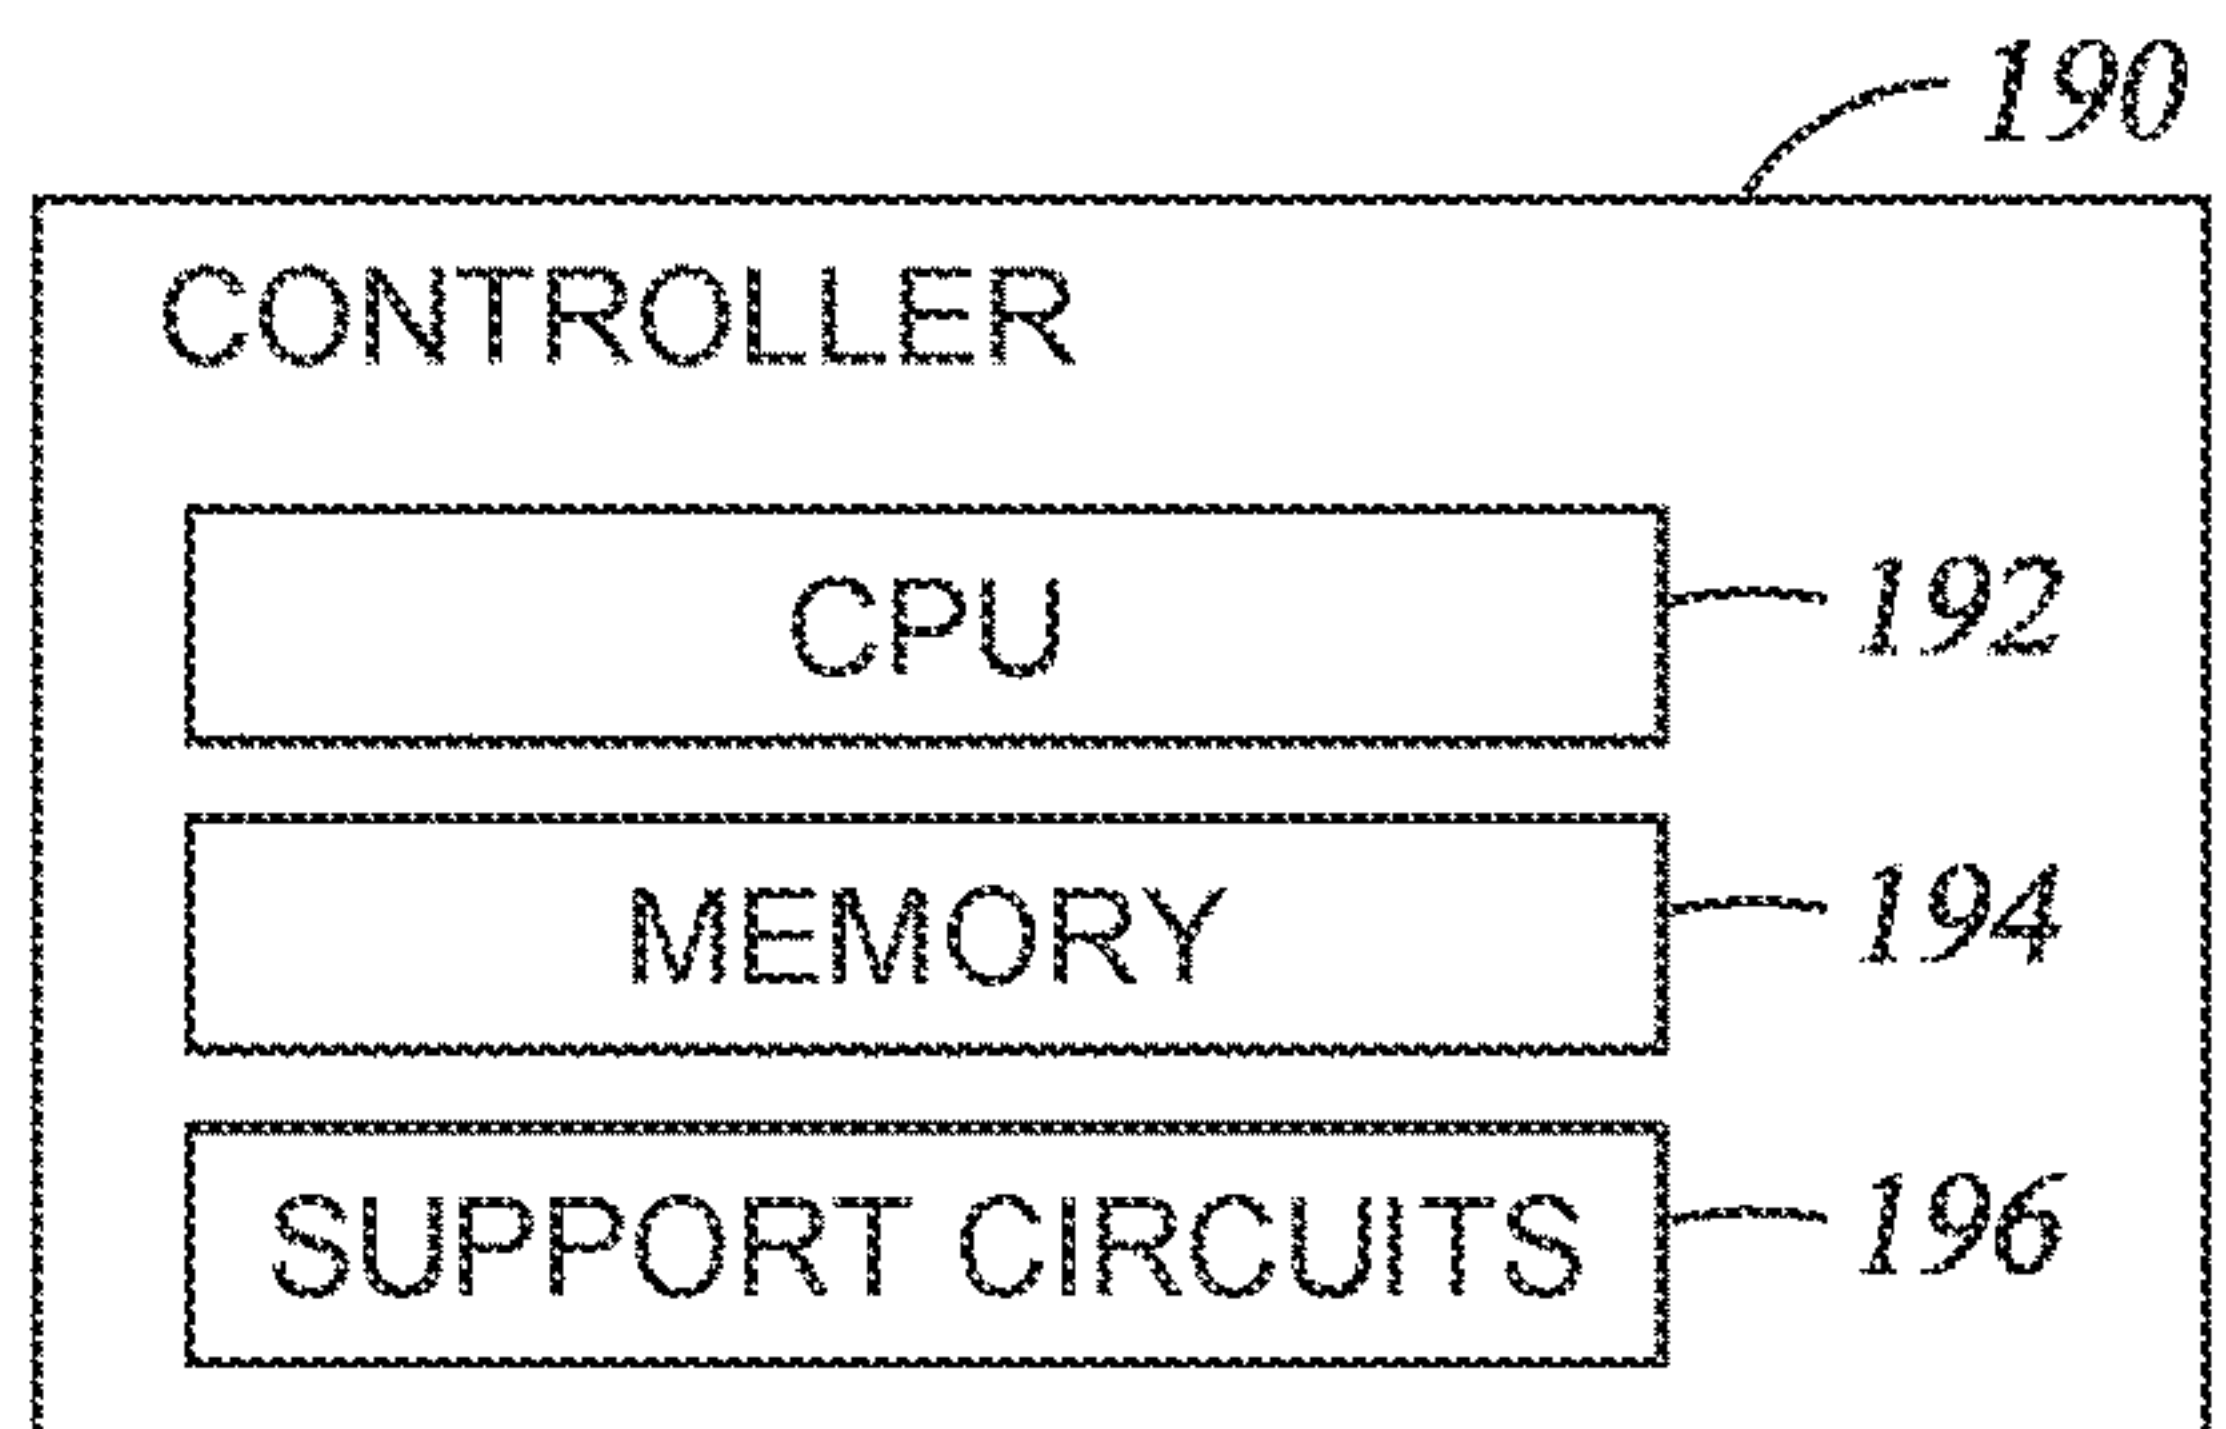 190
CONTROLLER
CPU
192
MEMORY
194
SUPPORT CIRCUITS
196